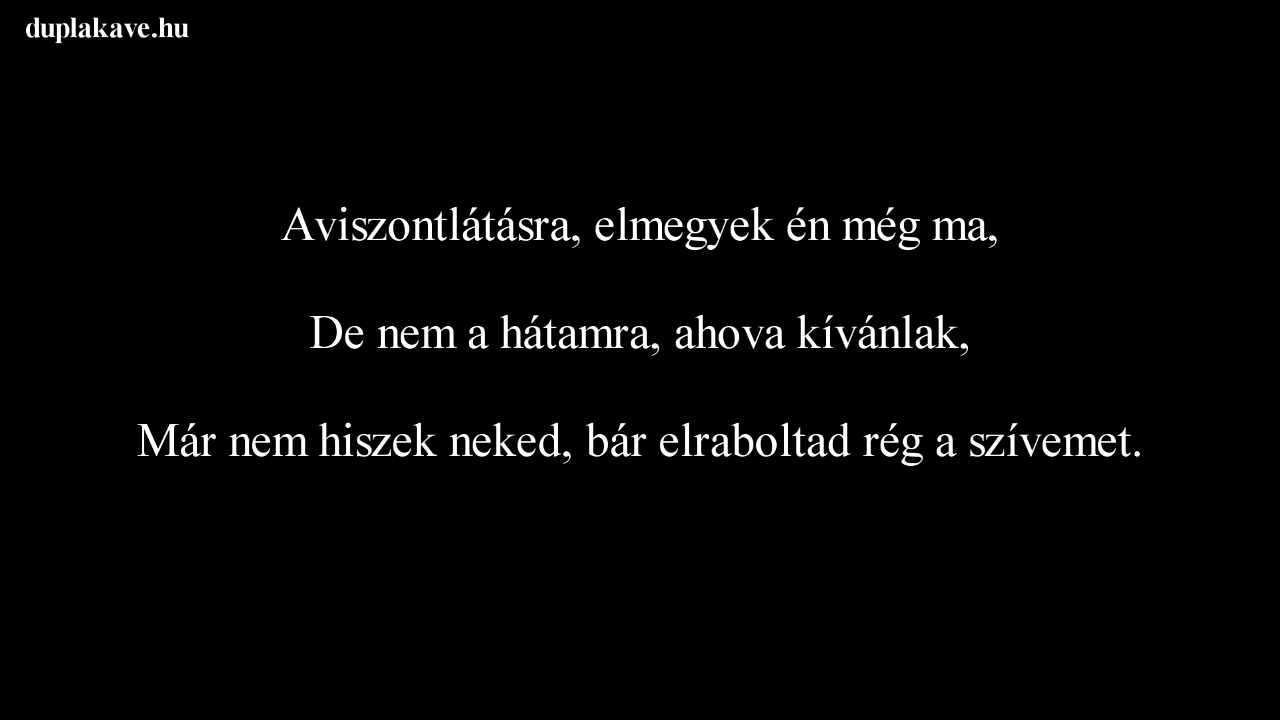 duplakave.hu
Aviszontlátásra, elmegyek én még ma,
De nem a hátamra, ahova kívánlak,
Már nem hiszek neked, bár elraboltad rég a szívemet.